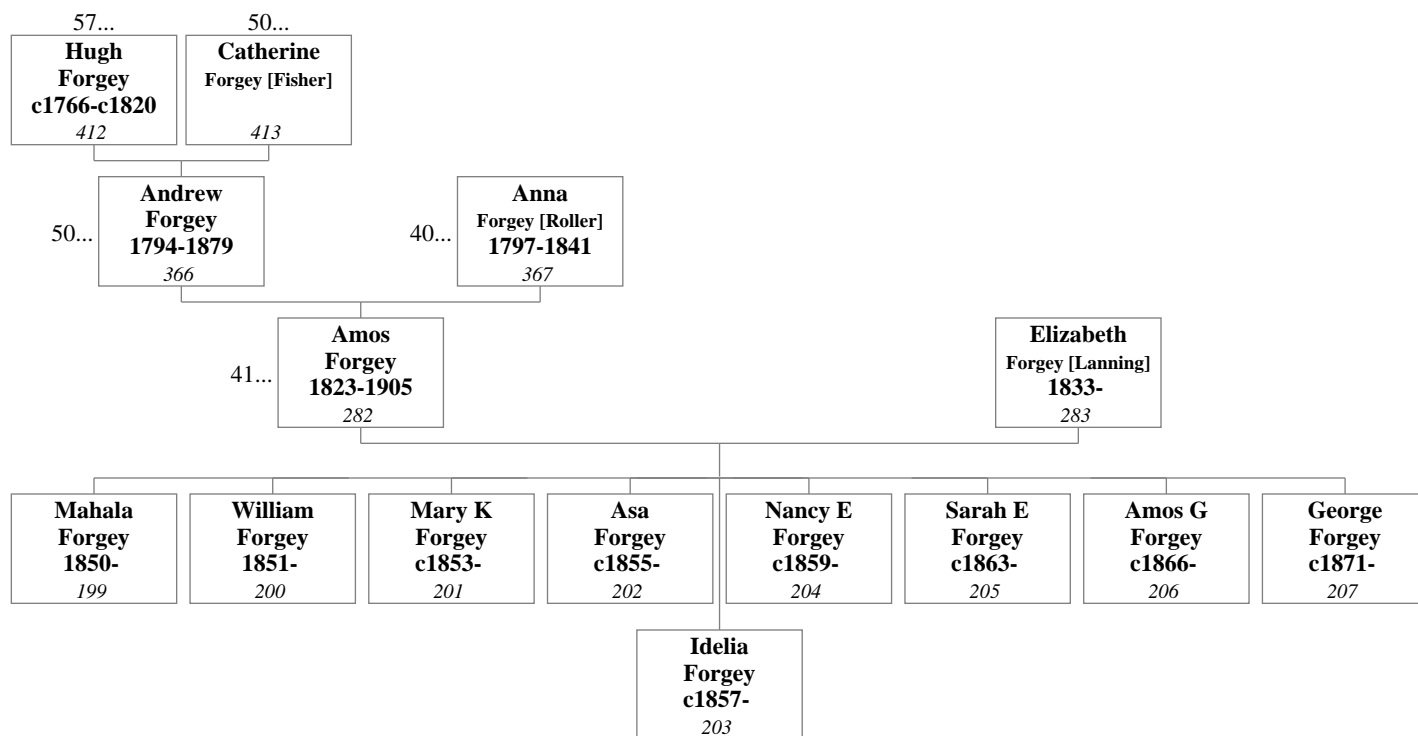 57...
50...
Hugh
Forgey
c1766-c1820
412
Catherine
Forgey [Fisher]
413
50...
Andrew
Forgey
1794-1879
366
40...
Anna
Forgey [Roller]
1797-1841
367
41...
Amos
Forgey
1823-1905
282
Elizabeth
Forgey [Lanning]
1833-
283
Mahala
Forgey
1850-
199
William
Forgey
1851-
200
Mary K
Forgey
c1853-
201
Asa
Forgey
c1855-
202
Nancy E
Forgey
c1859-
204
Sarah E
Forgey
c1863-
205
Amos G
Forgey
c1866-
206
George
Forgey
c1871-
207
Idelia
Forgey
c1857-
203